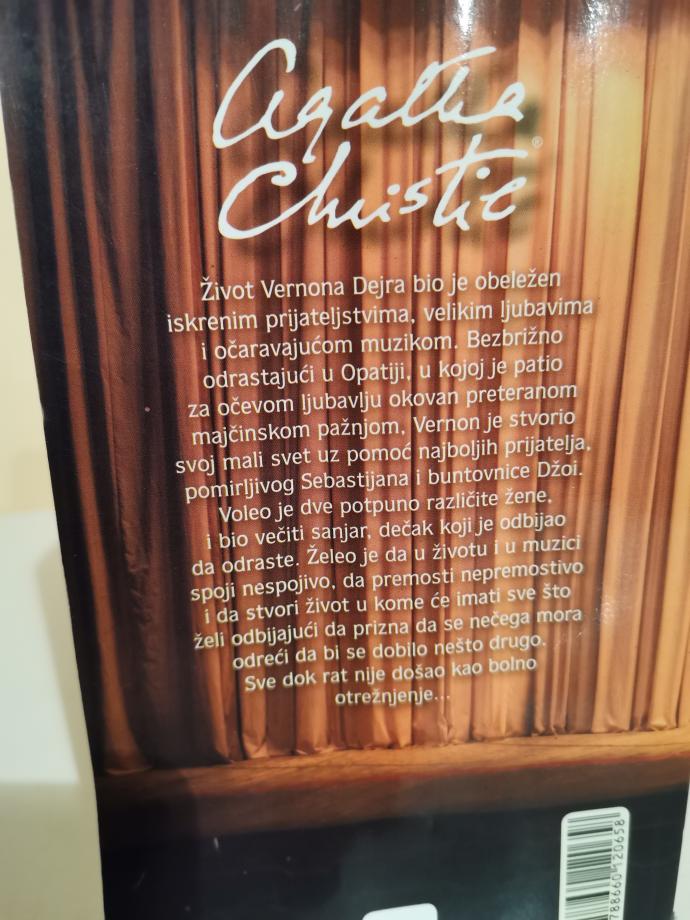 Agatha
Christie®
Život Vernona Dejra bio je obeležen
iskrenim prijateljstvima, velikim ljubavima
i očaravajućom muzikom. Bezbrižno
odrastajući u Opatiji, u kojoj je patio
za očevom ljubavlju okovan preteranom
majčinskom pažnjom, Vernon je stvorio
svoj mali svet uz pomoć najboljih prijatelja,
pomirljivog Sebastijana i buntovnice Džoi.
Voleo je dve potpuno različite žene,
i bio večiti sanjar, dečak koji je odbijao
da odraste. Želeo je da u životu i u muzici
spoji nespojivo, da premosti nepremostivo
i da stvori život u kome će imati sve što
želi odbijajući da prizna da se nečega mora
odreći da bi se dobilo nešto drugo.
Sve dok rat nije došao kao bolno
otrežnjenje...
788660120658